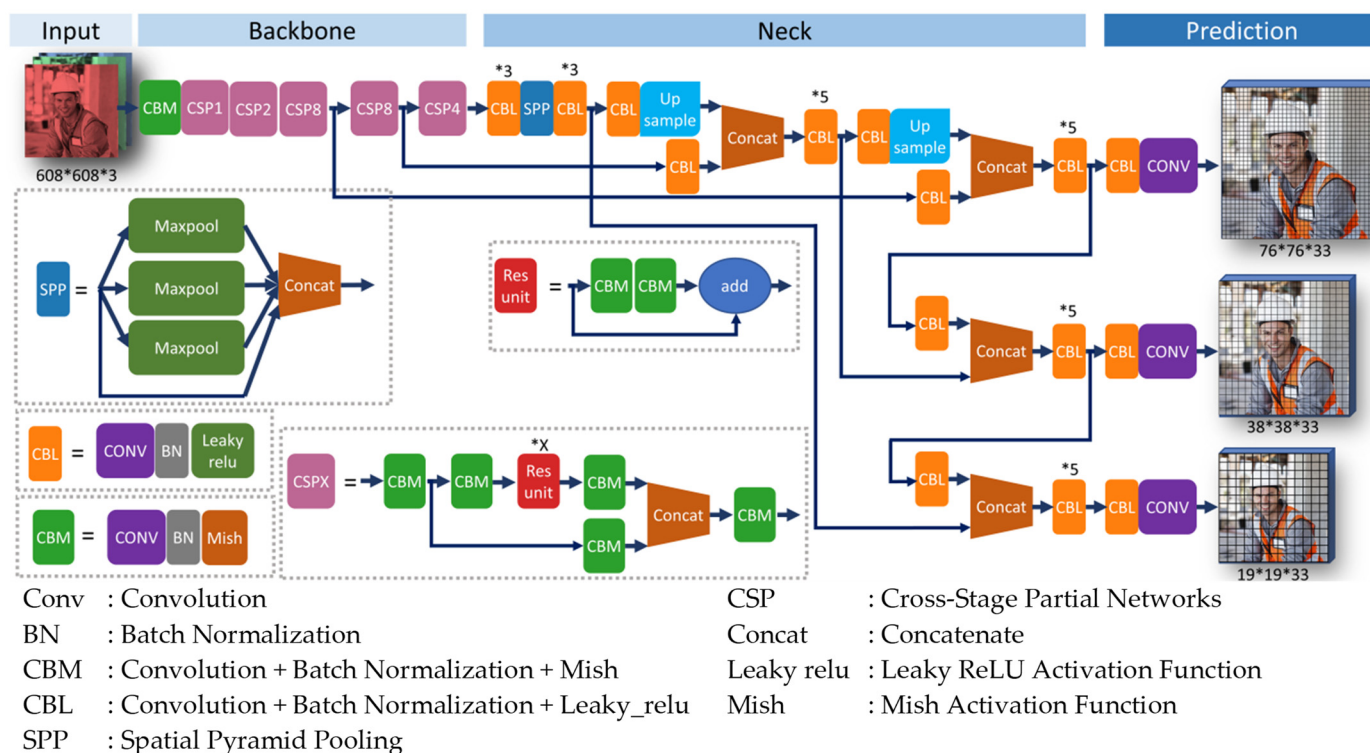 Input
Backbone
Neck
Prediction
*3
*3
CBM
CSP1
CSP2
CSP8
CSP8
CSP4
CBL
SPP
CBL
CBL
Up
sample
Concat
*5
CBL
CBL
Up
sample
Concat
*5
CBL
CBL
CONV
CBL
CBL
608*608*3
76*76*33
SPP
=
Maxpool
Maxpool
Maxpool
Concat
Res
unit
=
CBM
CBM
add
CBL
Concat
*5
CBL
CBL
CONV
38*38*33
CBL
=
CONV
BN
Leaky
relu
CBM
=
CONV
BN
Mish
CSPX
=
CBM
CBM
*X
Res
unit
CBM
CBM
Concat
CBM
CBL
Concat
*5
CBL
CBL
CONV
19*19*33
Conv : Convolution
BN : Batch Normalization
CBM : Convolution + Batch Normalization + Mish
CBL : Convolution + Batch Normalization + Leaky_relu
SPP : Spatial Pyramid Pooling
CSP : Cross-Stage Partial Networks
Concat : Concatenate
Leaky relu : Leaky ReLU Activation Function
Mish : Mish Activation Function